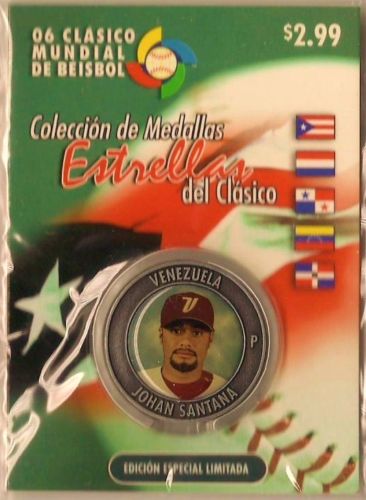 06 CLASICO
MUNDIAL
DE BEISBOL
$2.99
Colección de Medallas
Estrellas
del Clásico
VENEZUELA
V
P
JOHAN SANTANA
EDICIÓN ESPECIAL LIMITADA